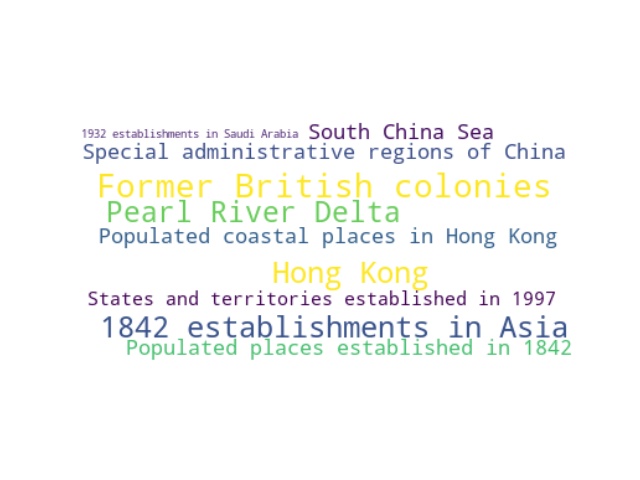 1932 establishments in Saudi Arabia South China Sea
Special administrative regions of China
Former British colonies
Pearl River Delta
Populated coastal places in Hong Kong
Hong Kong
States and territories established in 1997
1842 establishments in Asia
Populated places established in 1842